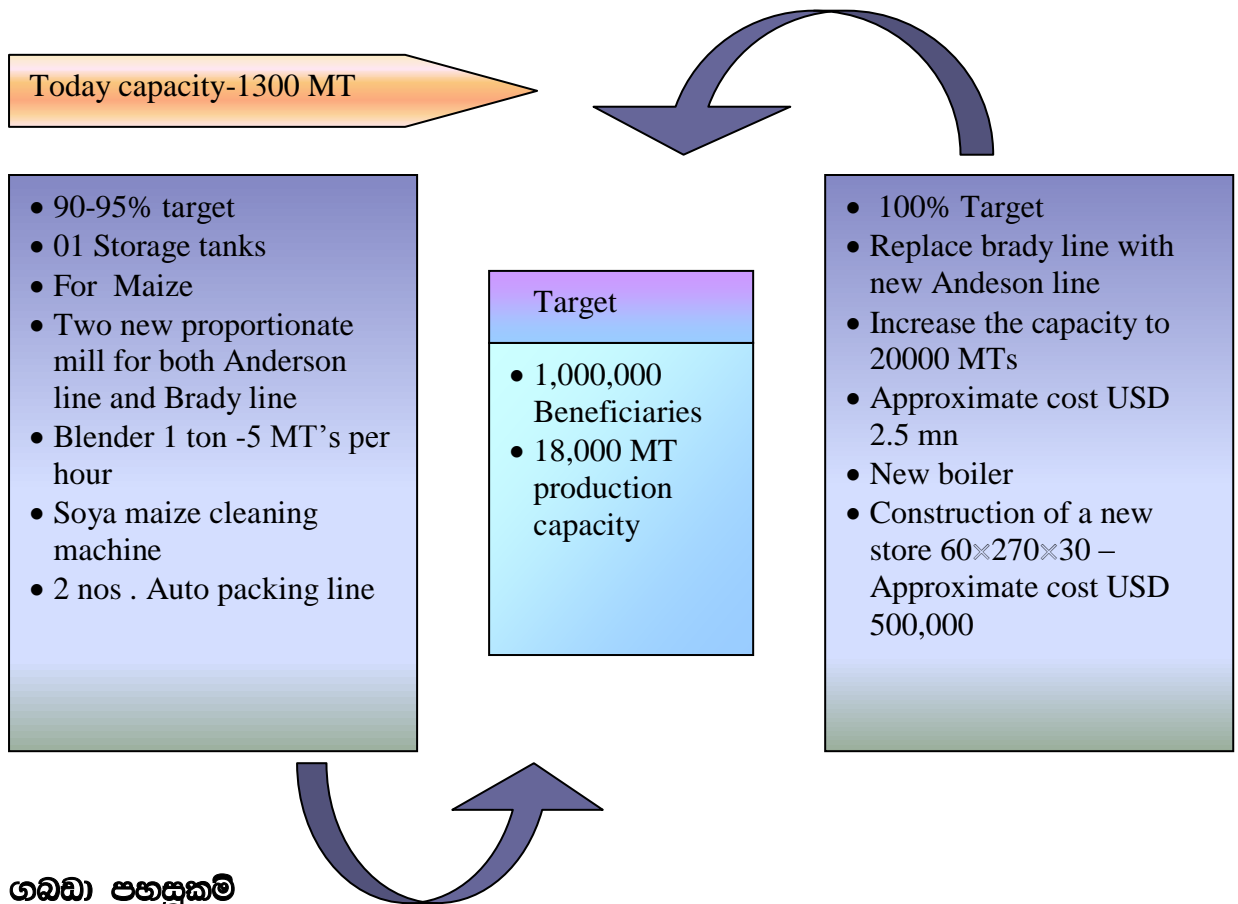 Today capacity-1300 MT
• 90-95% target
• 01 Storage tanks
• For Maize
• Two new proportionate
mill for both Anderson
line and Brady line
• Blender 1 ton -5 MT’s per
hour
• Soya maize cleaning
machine
• 2 nos . Auto packing line
Target
• 1,000,000
Beneficiaries
• 18,000 MT
production
capacity
• 100% Target
• Replace brady line with
new Andeson line
• Increase the capacity to
20000 MTs
• Approximate cost USD
2.5 mn
• New boiler
• Construction of a new
store 60×270×30 –
Approximate cost USD
500,000
ගබඩා පහසුකම්